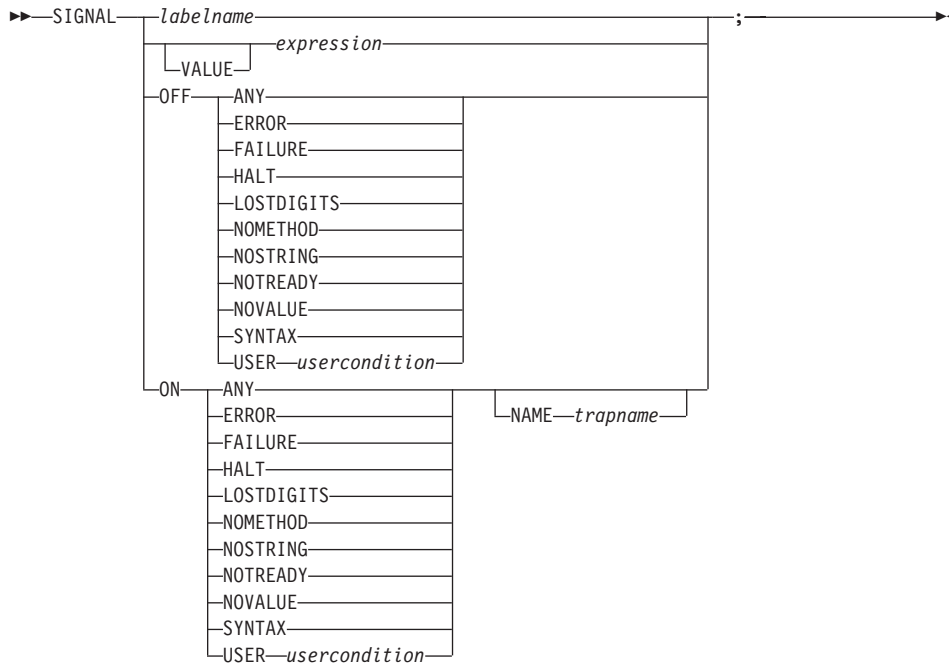 SIGNAL labelname ;
expression
VALUE
OFF ANY
ERROR
FAILURE
HALT
LOSTDIGITS
NOMETHOD
NOSTRING
NOTREADY
NOVALUE
SYNTAX
USER usercondition
ON ANY
ERROR NAME trapname
FAILURE
HALT
LOSTDIGITS
NOMETHOD
NOSTRING
NOTREADY
NOVALUE
SYNTAX
USER usercondition